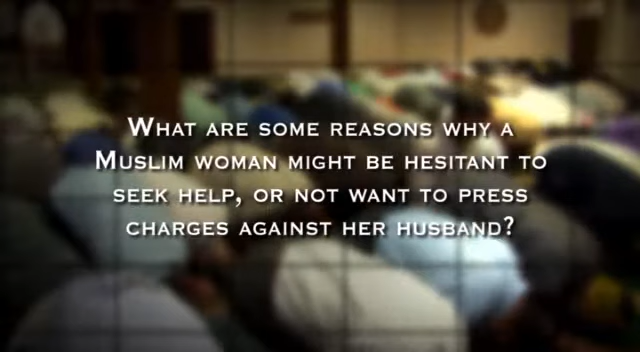 What are some reasons why a
Muslim woman might be hesitant to
seek help, or not want to press
charges against her husband?